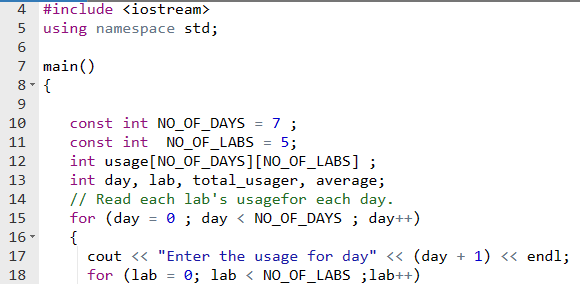 4 #include <iostream>
5 using namespace std;
6
7 main()
8 {
9
10 const int NO_OF_DAYS = 7 ;
11 const int  NO_OF_LABS = 5;
12 int usage[NO_OF_DAYS][NO_OF_LABS] ;
13 int day, lab, total_usager, average;
14 // Read each lab's usagefor each day.
15 for (day = 0 ; day < NO_OF_DAYS ; day++)
16 {
17 cout << "Enter the usage for day" << (day + 1) << endl;
18 for (lab = 0; lab < NO_OF_LABS ;lab++)